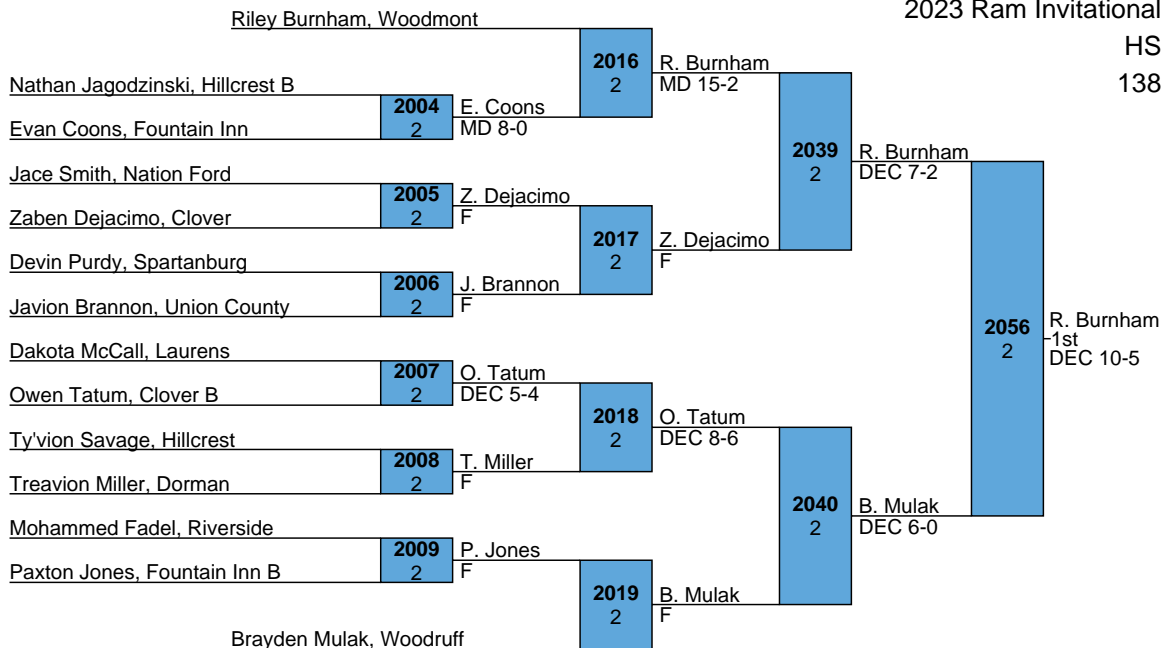 2023 Ram Invitational
HS
138
Riley Burnham, Woodmont
2016
2
R. Burnham
MD 15-2
Nathan Jagodzinski, Hillcrest B
2004
2
E. Coons
MD 8-0
Evan Coons, Fountain Inn
2039
2
R. Burnham
DEC 7-2
Jace Smith, Nation Ford
2005
2
Z. Dejacimo
F
Zaben Dejacimo, Clover
2017
2
Z. Dejacimo
F
Devin Purdy, Spartanburg
2006
2
J. Brannon
F
Javion Brannon, Union County
2056
2
R. Burnham
1st
DEC 10-5
Dakota McCall, Laurens
2007
2
O. Tatum
DEC 5-4
Owen Tatum, Clover B
2018
2
O. Tatum
DEC 8-6
Ty'vion Savage, Hillcrest
2008
2
T. Miller
F
Treavion Miller, Dorman
2040
2
B. Mulak
DEC 6-0
Mohammed Fadel, Riverside
2009
2
P. Jones
F
Paxton Jones, Fountain Inn B
2019
2
B. Mulak
F
Brayden Mulak, Woodruff